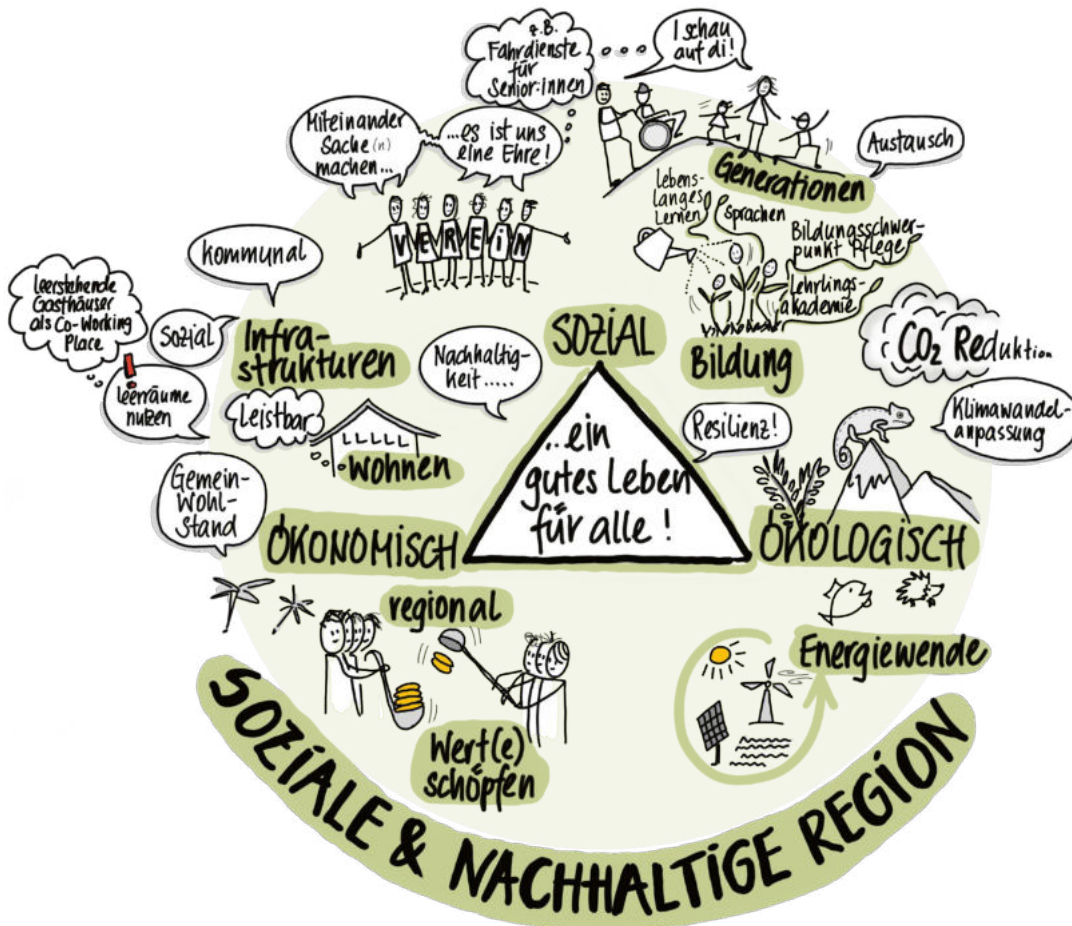 z.B.
Fahrdienste
für
Senior:innen
I schau
auf di!
Miteinander
Sache(n)
machen...
...es ist uns
eine Ehre!
Austausch
Generationen
Lebens-
langes
Lernen
Sprachen
Bildungsschwer-
punkt Pflege
Lehrlings-
akademie
VEREIN
Kommunal
Leerstehende
Gasthäuser
als Co-Working
Place
Sozial
!
Leerräume
nutzen
Infra-
strukturen
Nachhaltig-
keit.....
SOZIAL
Bildung
CO2 Reduktion
Leistbar
Wohnen
Resilienz!
Klimawandel-
anpassung
...ein
gutes Leben
für alle!
Gemein-
Wohl-
Stand
ÖKONOMISCH
ÖKOLOGISCH
regional
Energiewende
Wert(e)
schöpfen
SOZIALE & NACHHALTIGE REGION